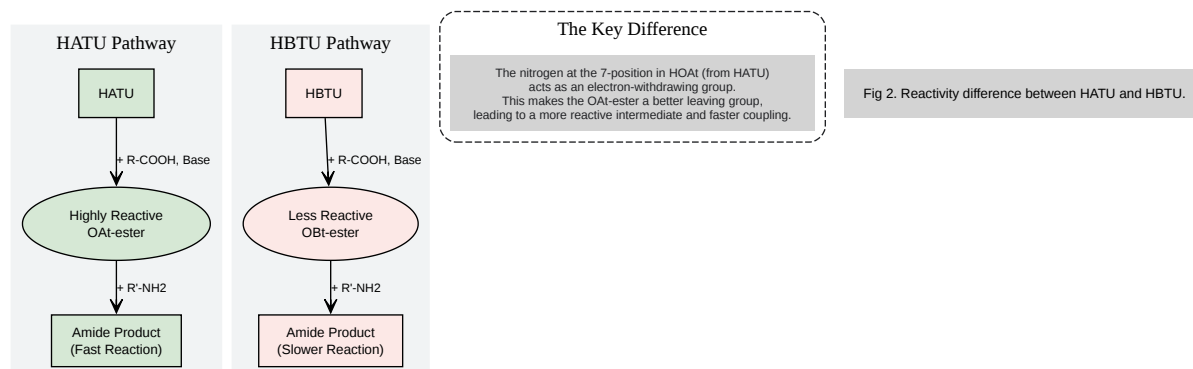 HATU Pathway
HATU
+ R-COOH, Base
Highly Reactive
OAt-ester
+ R'-NH2
Amide Product
(Fast Reaction)
HBTU Pathway
HBTU
+ R-COOH, Base
Less Reactive
OBt-ester
+ R'-NH2
Amide Product
(Slower Reaction)
The Key Difference
The nitrogen at the 7-position in HOAt (from HATU)
acts as an electron-withdrawing group.
This makes the OAt-ester a better leaving group,
leading to a more reactive intermediate and faster coupling.
Fig 2. Reactivity difference between HATU and HBTU.